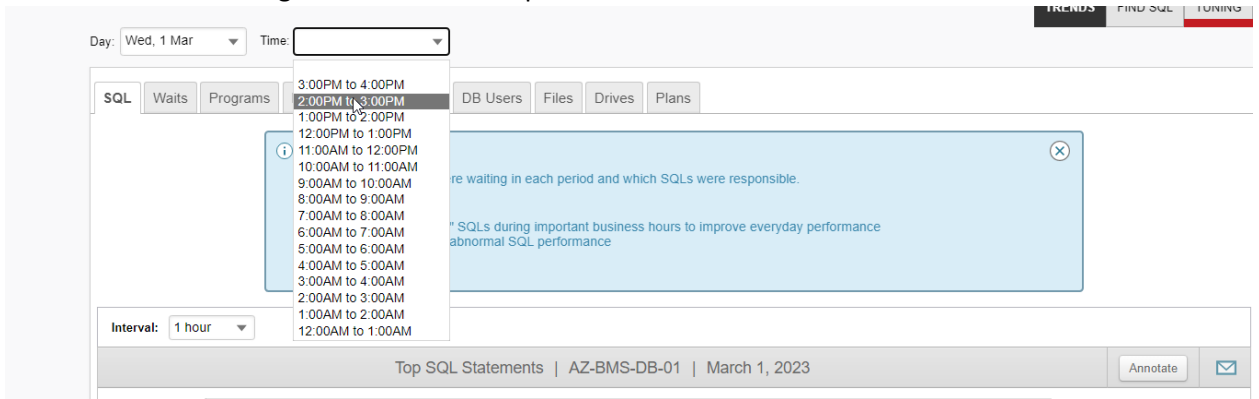 TRENDS FIND SQL TUNING
Day: Wed, 1 Mar Time:
3:00PM to 4:00PM
2:00PM to 3:00PM
1:00PM to 2:00PM
12:00PM to 1:00PM
11:00AM to 12:00PM
10:00AM to 11:00AM
9:00AM to 10:00AM
8:00AM to 9:00AM
7:00AM to 8:00AM
6:00AM to 7:00AM
5:00AM to 6:00AM
4:00AM to 5:00AM
3:00AM to 4:00AM
2:00AM to 3:00AM
1:00AM to 2:00AM
12:00AM to 1:00AM
SQL Waits Programs DB Users Files Drives Plans
re waiting in each period and which SQLs were responsible.
" SQLs during important business hours to improve everyday performance
abnormal SQL performance
Interval: 1 hour
Top SQL Statements | AZ-BMS-DB-01 | March 1, 2023 Annotate